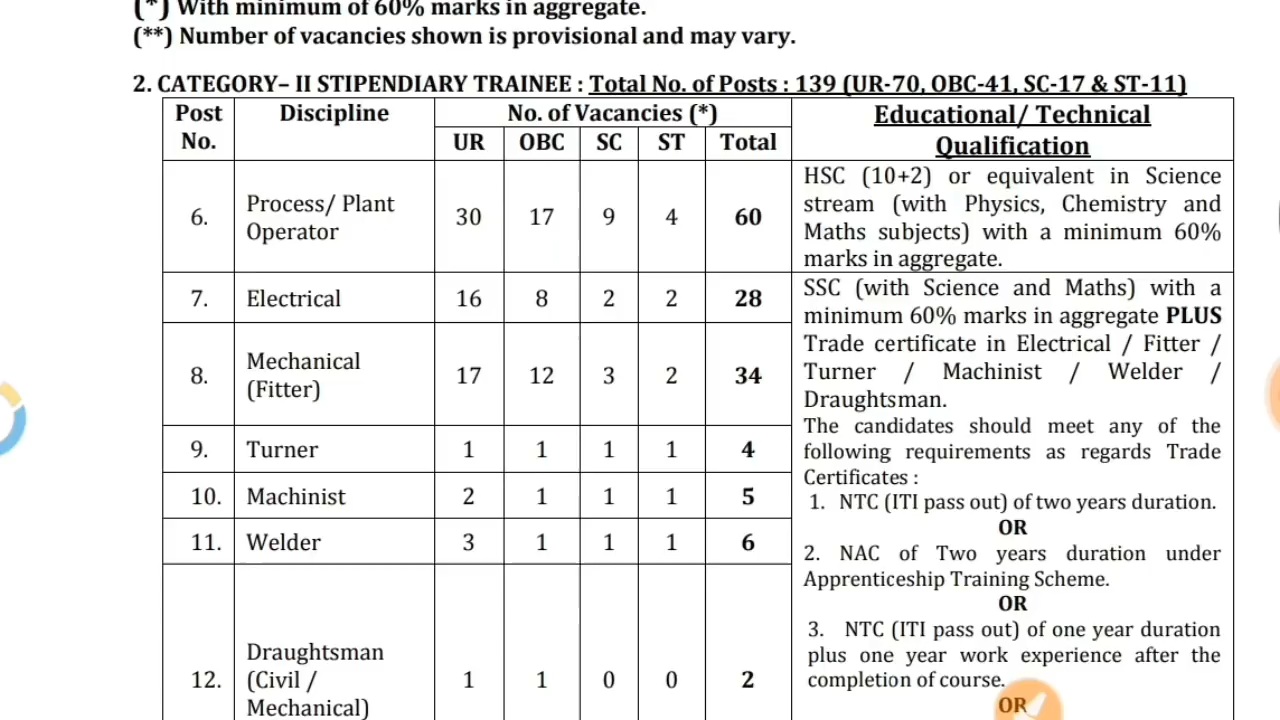 (*) With minimum of 60% marks in aggregate.
(**) Number of vacancies shown is provisional and may vary.
2. CATEGORY– II STIPENDIARY TRAINEE : Total No. of Posts : 139 (UR-70, OBC-41, SC-17 & ST-11)
Post No. Discipline No. of Vacancies (*) Educational/ Technical Qualification
UR OBC SC ST Total
6. Process/ Plant Operator 30 17 9 4 60
HSC (10+2) or equivalent in Science
stream (with Physics, Chemistry and
Maths subjects) with a minimum 60%
marks in aggregate.
7. Electrical 16 8 2 2 28
8. Mechanical (Fitter) 17 12 3 2 34
9. Turner 1 1 1 1 4
10. Machinist 2 1 1 1 5
11. Welder 3 1 1 1 6
12. Draughtsman (Civil / Mechanical) 1 1 0 0 2
SSC (with Science and Maths) with a
minimum 60% marks in aggregate PLUS
Trade certificate in Electrical / Fitter /
Turner / Machinist / Welder /
Draughtsman.
The candidates should meet any of the
following requirements as regards Trade
Certificates :
1. NTC (ITI pass out) of two years duration.
OR
2. NAC of Two years duration under
Apprenticeship Training Scheme.
OR
3. NTC (ITI pass out) of one year duration
plus one year work experience after the
completion of course.
OR